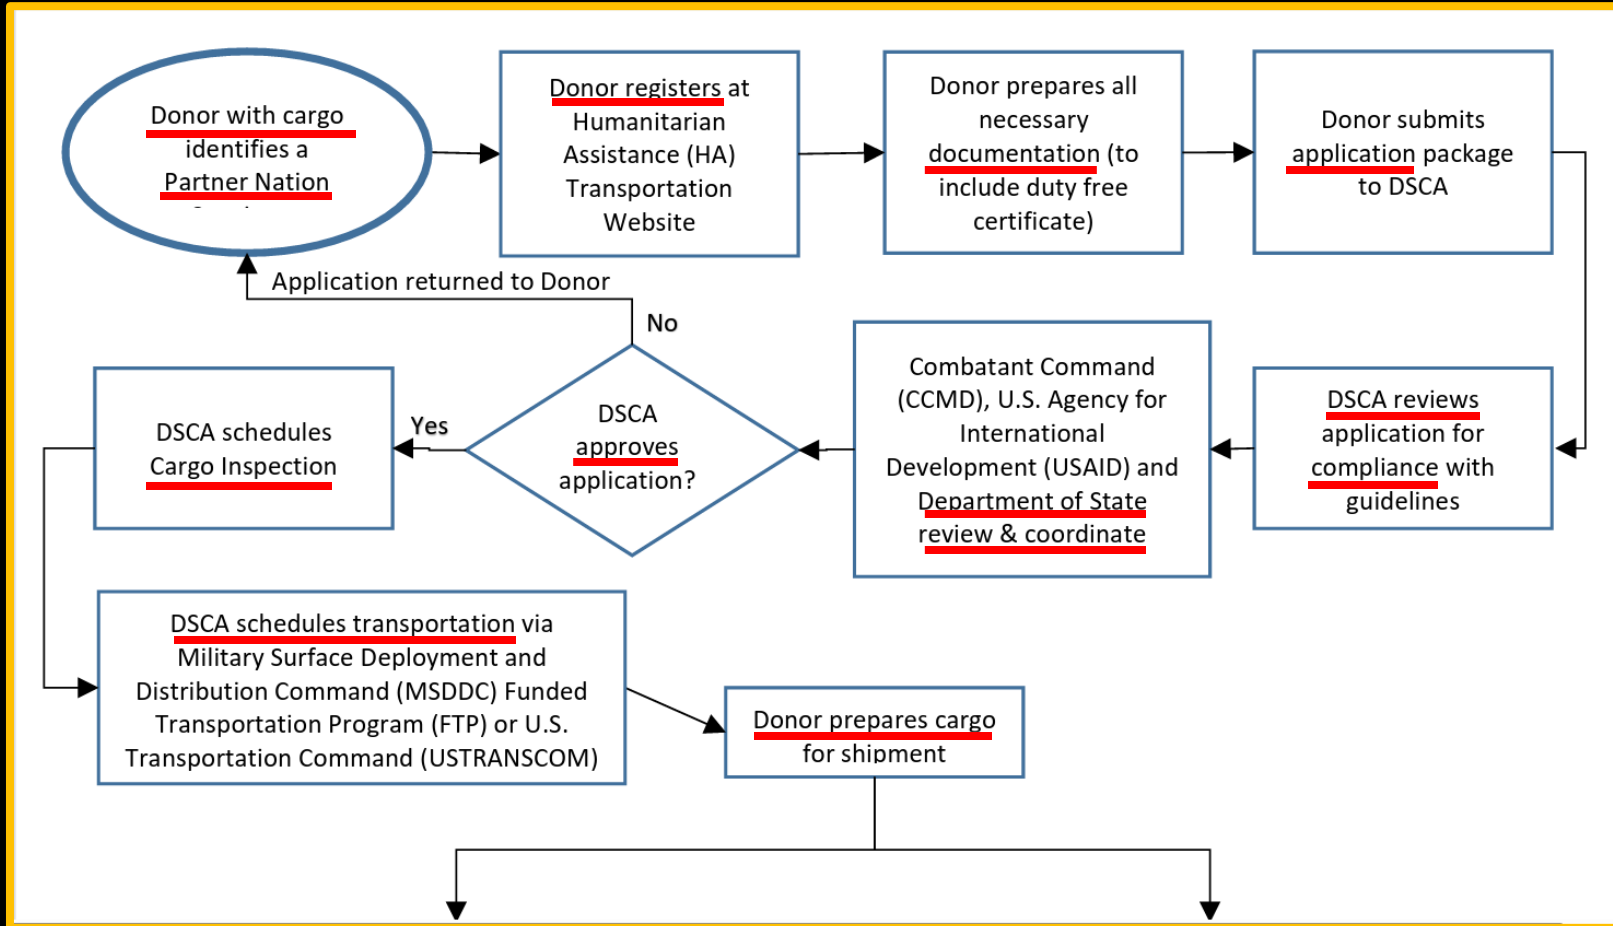 Donor with cargo
identifies a
Partner Nation
Donor registers at
Humanitarian
Assistance (HA)
Transportation
Website
Donor prepares all
necessary
documentation (to
include duty free
certificate)
Donor submits
application package
to DSCA
DSCA reviews
application for
compliance with
guidelines
Combatant Command
(CCMD), U.S. Agency for
International
Development (USAID) and
Department of State
review & coordinate
DSCA
approves
application?
No
Application returned to Donor
Yes
DSCA schedules
Cargo Inspection
DSCA schedules transportation via
Military Surface Deployment and
Distribution Command (MSDDC) Funded
Transportation Program (FTP) or U.S.
Transportation Command (USTRANSCOM)
Donor prepares cargo
for shipment